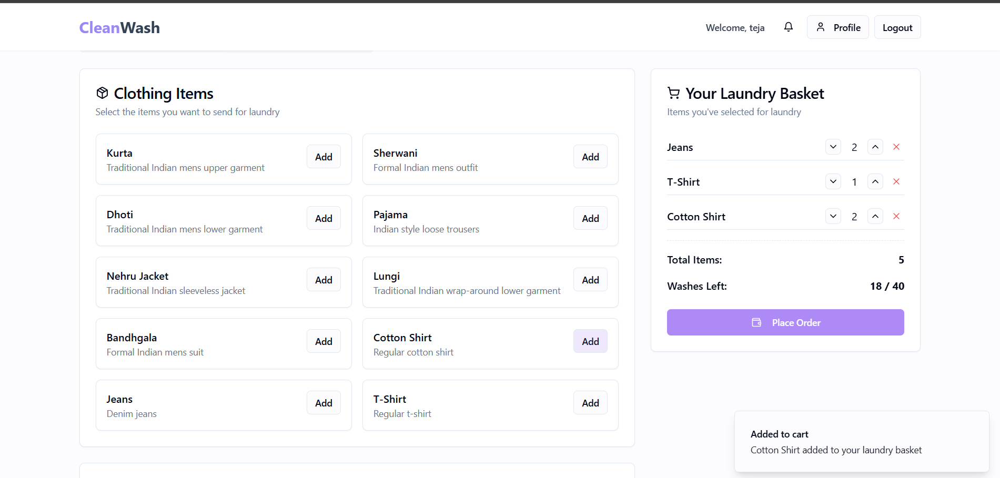 CleanWash
Welcome, teja
Profile
Logout
Clothing Items
Select the items you want to send for laundry
Kurta
Traditional Indian mens upper garment
Add
Sherwani
Formal Indian mens outfit
Add
Dhoti
Traditional Indian mens lower garment
Add
Pajama
Indian style loose trousers
Add
Nehru Jacket
Traditional Indian sleeveless jacket
Add
Lungi
Traditional Indian wrap-around lower garment
Add
Bandhgala
Formal Indian mens suit
Add
Cotton Shirt
Regular cotton shirt
Add
Jeans
Denim jeans
Add
T-Shirt
Regular t-shirt
Add
Your Laundry Basket
Items you've selected for laundry
Jeans 2
T-Shirt 1
Cotton Shirt 2
Total Items: 5
Washes Left: 18 / 40
Place Order
Added to cart
Cotton Shirt added to your laundry basket